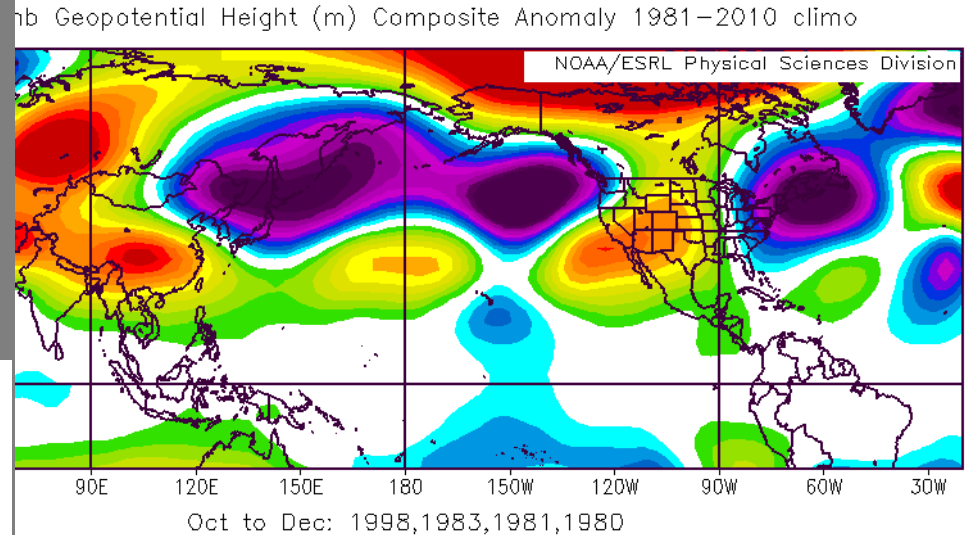 mb Geopotential Height (m) Composite Anomaly 1981-2010 climo
NOAA/ESRL Physical Sciences Division
90E 120E 150E 180 150W 120W 90W 60W 30W
Oct to Dec: 1998,1983,1981,1980